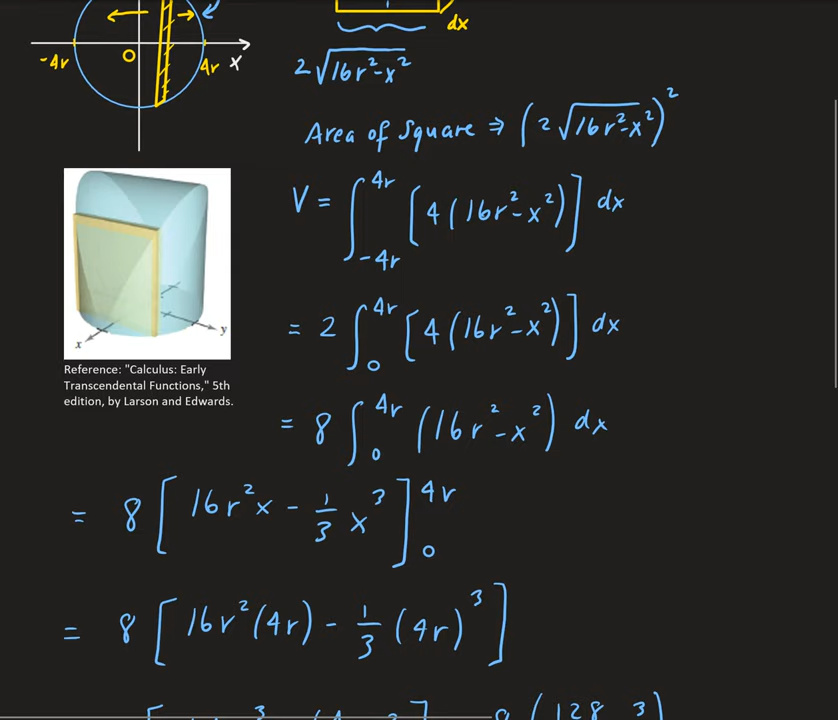 dx
-4r 0 4r x
2√(16r²-x²)
Area of Square ⇒ (2√(16r²-x²))²
V = ∫_{-4r}^{4r} [4(16r²-x²)] dx
= 2 ∫_0^{4r} [4(16r²-x²)] dx
x y
Reference: "Calculus: Early
Transcendental Functions," 5th
edition, by Larson and Edwards.
= 8 ∫_0^{4r} (16r²-x²) dx
= 8 [16r²x - 1/3 x³]_0^{4r}
= 8 [16r²(4r) - 1/3 (4r)³]